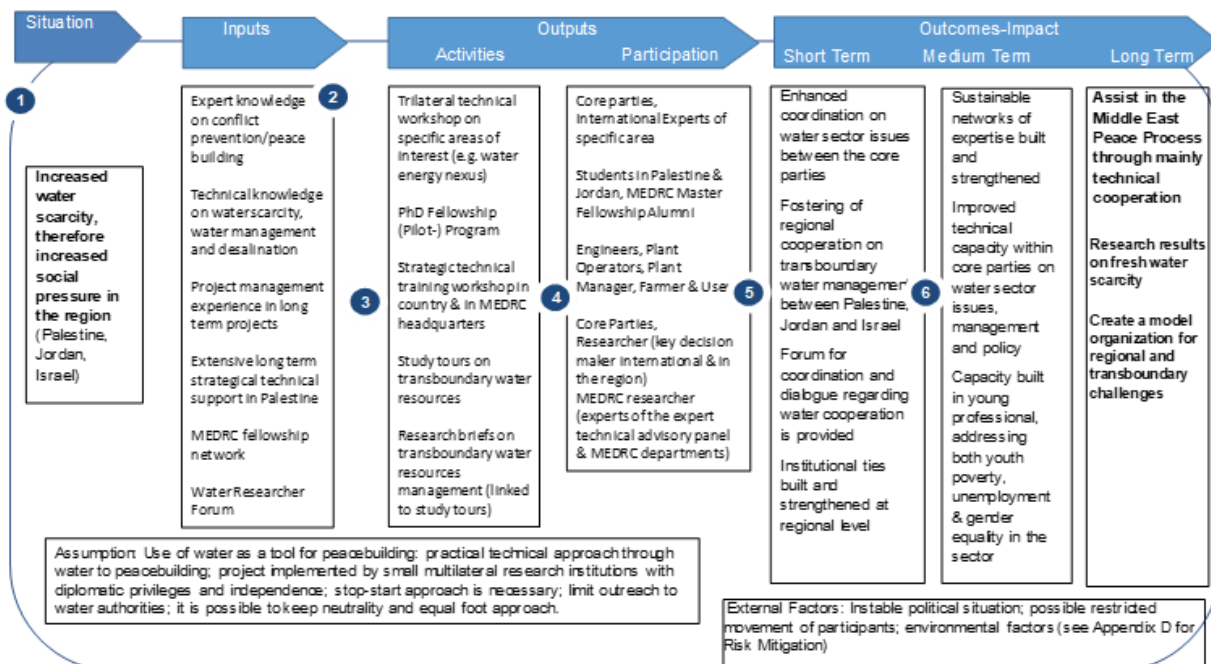 Situation
Inputs
Outputs
Activities
Participation
Outcomes-Impact
Short Term
Medium Term
Long Term
1
Increased
water
scarcity,
therefore
increased
social
pressure in
the region
(Palestine,
Jordan,
Israel)
2
Expert knowledge
on conflict
prevention/peace
building
Technical knowledge
on water scarcity,
water management
and desalination
Project management
experience in long
term projects
Extensive long term
strategical technical
support in Palestine
MEDRC fellowship
network
Water Researcher
Forum
3
Trilateral technical
workshop on
specific areas of
interest (e.g. water
energy nexus)
PhD Fellowship
(Pilot-) Program
Strategic technical
training workshop in
country & in MEDRC
headquarters
Study tours on
transboundary water
resources
Research briefs on
transboundary water
resources
management (linked
to study tours)
4
Core parties,
International Experts of
specific area
Students in Palestine &
Jordan, MEDRC Master
Fellowship Alumni
Engineers, Plant
Operators, Plant
Manager, Farmer & User
Core Parties,
Researcher (key decision
maker international & in
the region)
MEDRC researcher
(experts of the expert
technical advisory panel
& MEDRC departments)
5
Enhanced
coordination on
water sector issues
between the core
parties
Fostering of
regional
cooperation on
transboundary
water management
between Palestine,
Jordan and Israel
Forum for
coordination and
dialogue regarding
water cooperation
is provided
Institutional ties
built and
strengthened at
regional level
6
Sustainable
networks of
expertise built
and
strengthened
Improved
technical
capacity within
core parties on
water sector
issues,
management
and policy
Capacity built
in young
professional,
addressing
both youth
poverty,
unemployment
& gender
equality in the
sector
Assist in the
Middle East
Peace Process
through mainly
technical
cooperation
Research results
on fresh water
scarcity
Create a model
organization for
regional and
transboundary
challenges
Assumption: Use of water as a tool for peacebuilding: practical technical approach through
water to peacebuilding; project implemented by small multilateral research institutions with
diplomatic privileges and independence; stop-start approach is necessary; limit outreach to
water authorities; it is possible to keep neutrality and equal foot approach.
External Factors: Instable political situation; possible restricted
movement of participants; environmental factors (see Appendix D for
Risk Mitigation)